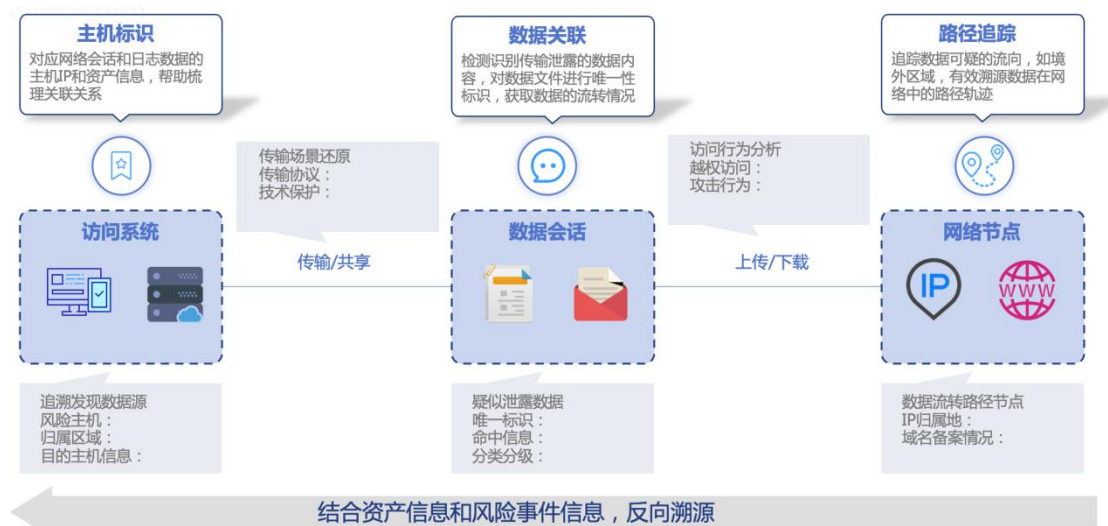 主机标识
对应网络会话和日志数据的
主机IP和资产信息，帮助梳
理关联关系
数据关联
检测识别传输泄露的数据内
容，对数据文件进行唯一性
标识，获取数据的流转情况
路径追踪
追踪数据可疑的流向，如境
外区域，有效溯源数据在网
络中的路径轨迹
传输场景还原
传输协议：
技术保护：
访问行为分析
越权访问：
攻击行为：
访问系统
传输/共享
数据会话
上传/下载
网络节点
IP
WWW
追溯发现数据源
风险主机：
归属区域：
目的主机信息：
疑似泄露数据
唯一标识：
命中信息：
分类分级：
数据流转路径节点
IP归属地：
域名备案情况：
结合资产信息和风险事件信息，反向溯源